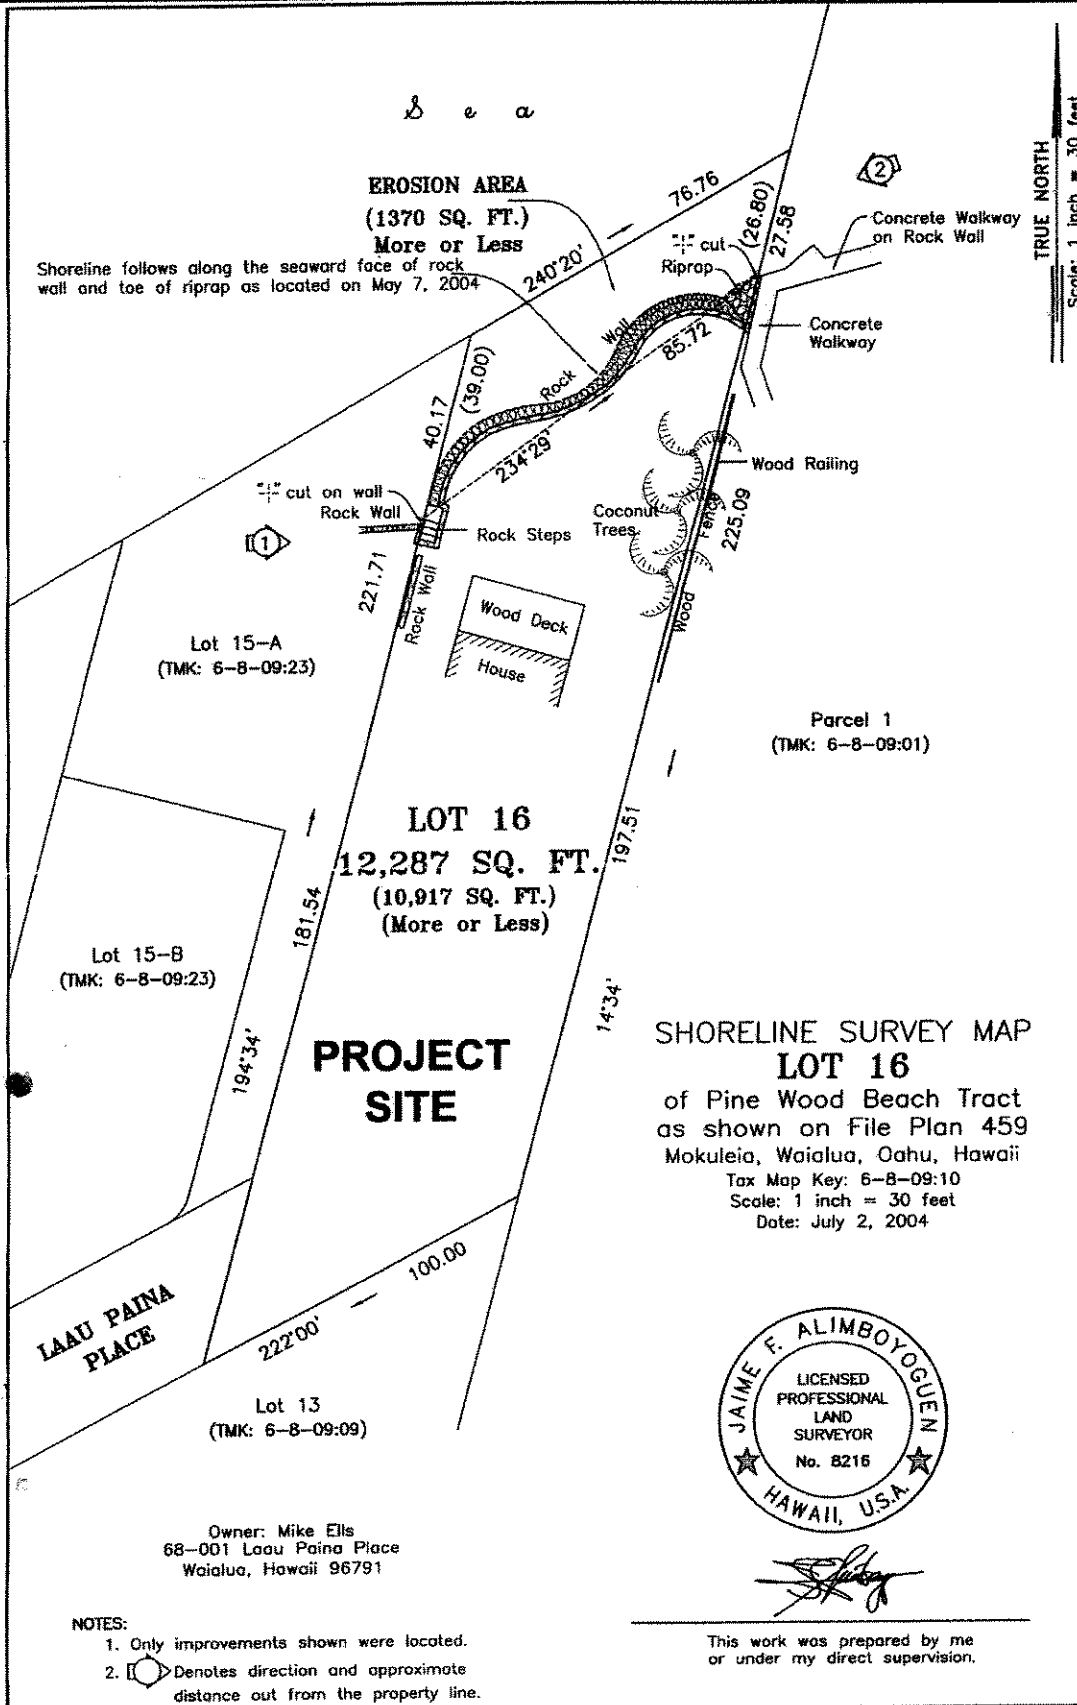 Sea
EROSION AREA
(1370 SQ. FT.)
More or Less
Shoreline follows along the seaward face of rock
wall and toe of riprap as located on May 7, 2004
240°20'
76.76
(26.80)
27.58
"+" cut
Riprap
2
Concrete Walkway
on Rock Wall
Concrete
Walkway
TRUE NORTH
Scale: 1 inch = 30 feet
Rock Wall
85.72
234°29'
40.17
(39.00)
"+" cut on wall
Rock Wall
1
Rock Steps
Coconut
Trees
Wood Railing
Wood Fence
225.09
221.71
Rock Wall
Wood Deck
House
Lot 15-A
(TMK: 6-8-09:23)
Parcel 1
(TMK: 6-8-09:01)
LOT 16
12,287 SQ. FT.
(10,917 SQ. FT.)
(More or Less)
197.51
181.54
Lot 15-B
(TMK: 6-8-09:23)
14°34'
194°34'
PROJECT
SITE
SHORELINE SURVEY MAP
LOT 16
of Pine Wood Beach Tract
as shown on File Plan 459
Mokuleia, Waialua, Oahu, Hawaii
Tax Map Key: 6-8-09:10
Scale: 1 inch = 30 feet
Date: July 2, 2004
LAAU PAINA
PLACE
222°00'
100.00
Lot 13
(TMK: 6-8-09:09)
JAIME F. ALIMBOYOGUEN
LICENSED
PROFESSIONAL
LAND
SURVEYOR
No. 8216
HAWAII, U.S.A.
Owner: Mike Ells
68-001 Laau Paina Place
Waialua, Hawaii 96791
NOTES:
1. Only improvements shown were located.
2. Denotes direction and approximate
distance out from the property line.
This work was prepared by me
or under my direct supervision.